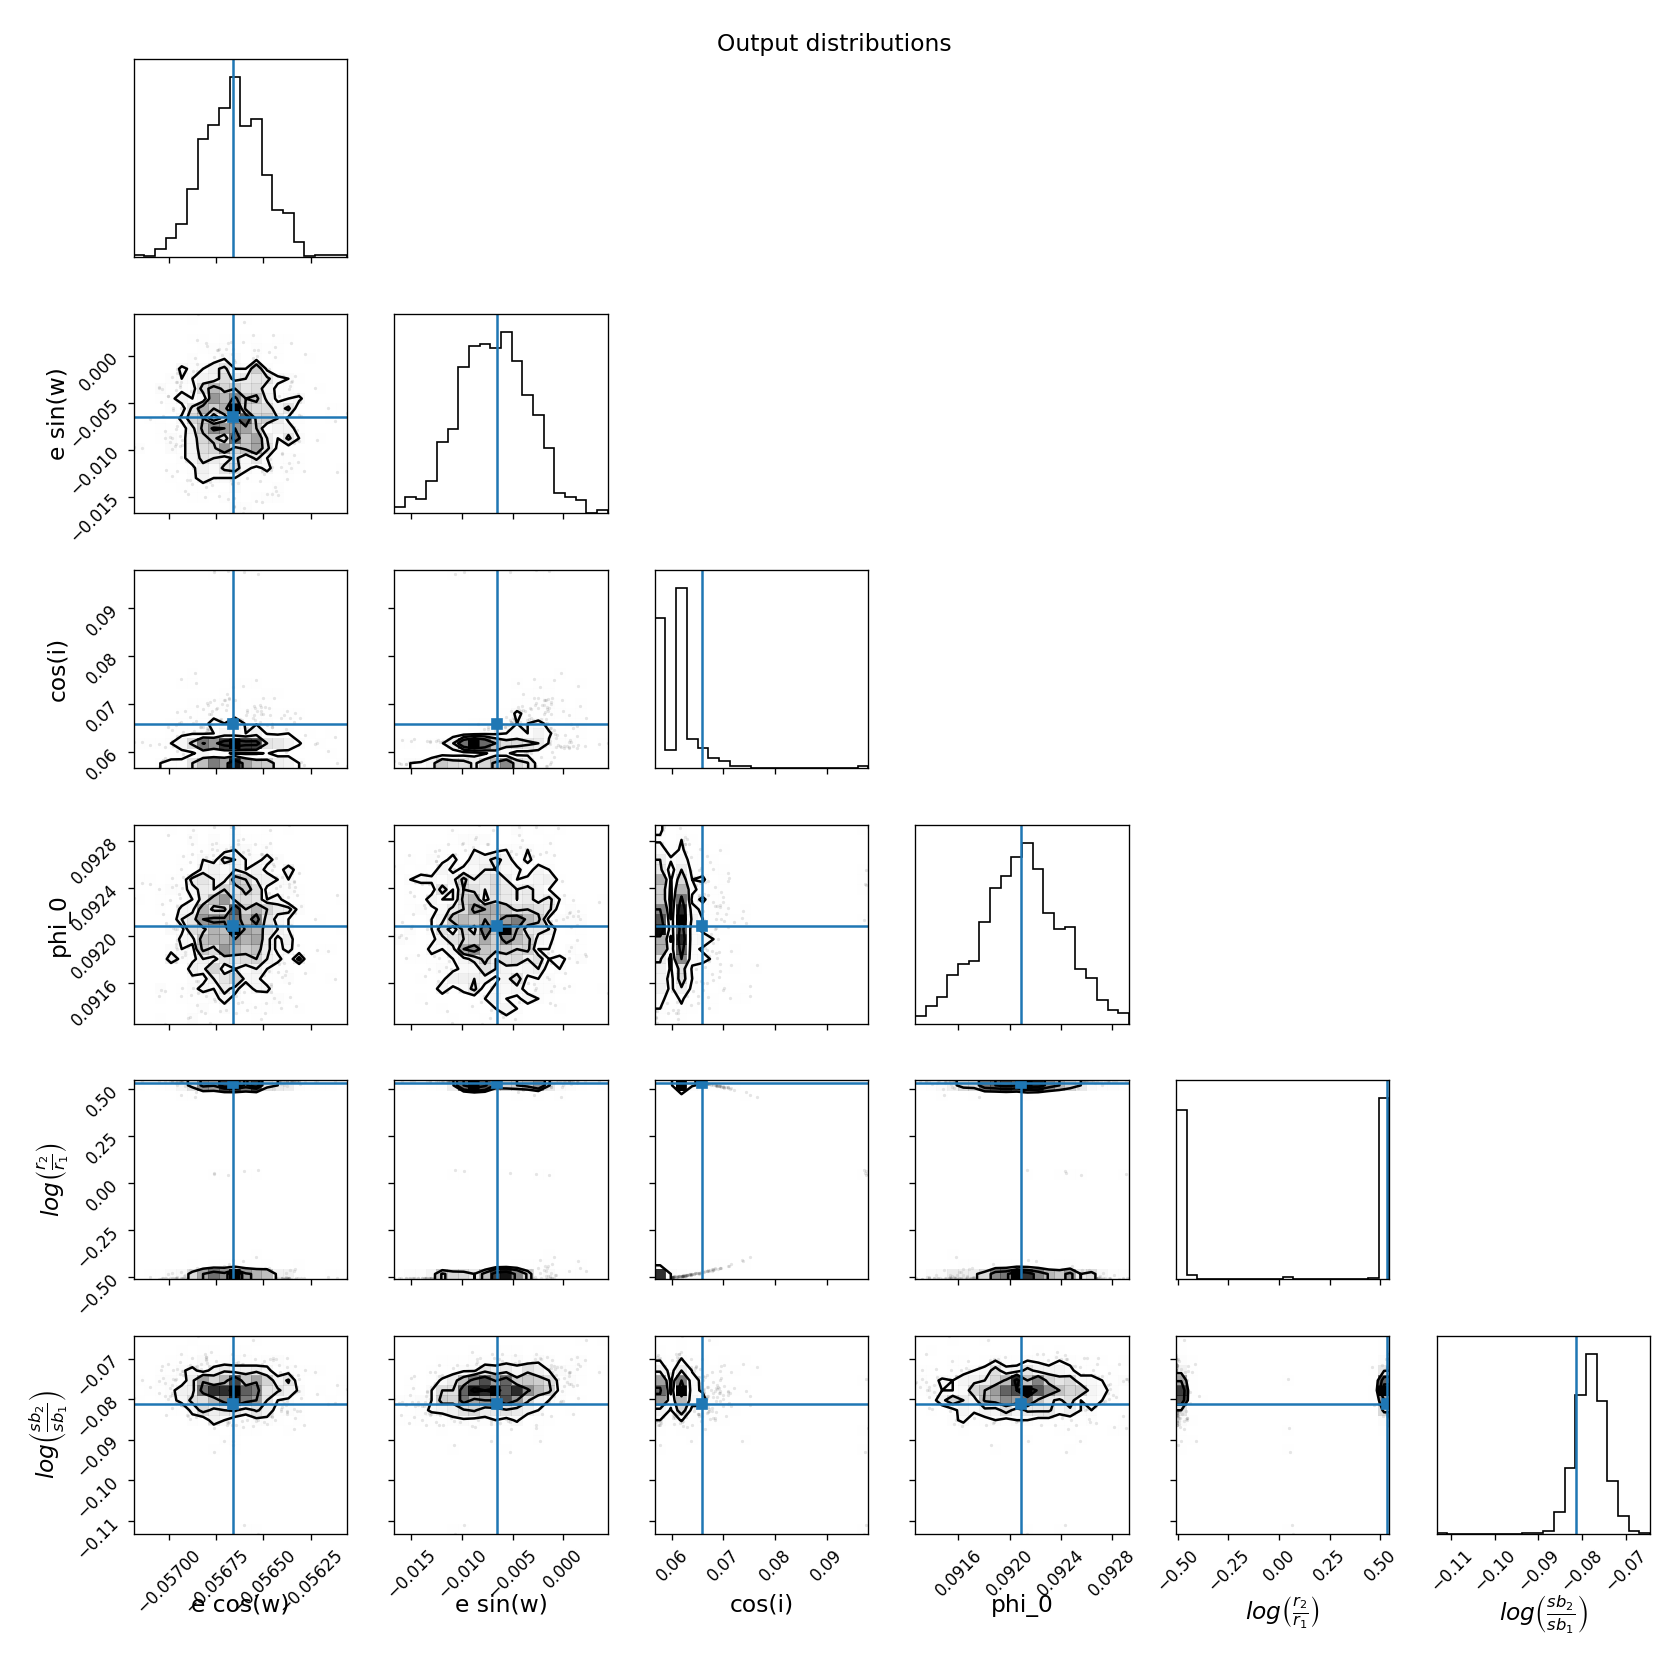 Output distributions
e sin(w)
0.000
−0.005
−0.010
−0.015
cos(i)
0.09
0.08
0.07
0.06
phi_0
0.0928
0.0924
0.0920
0.0916
log(r₂/r₁)
0.50
0.25
0.00
−0.25
−0.50
log(sb₂/sb₁)
−0.07
−0.08
−0.09
−0.10
−0.11
−0.05700 −0.05675 −0.05650 −0.05625
−0.015 −0.010 −0.005 0.000
0.06 0.07 0.08 0.09
0.0916 0.0920 0.0924 0.0928
−0.50 −0.25 0.00 0.25 0.50
−0.11 −0.10 −0.09 −0.08 −0.07
e cos(w) e sin(w) cos(i) phi_0 log(r₂/r₁) log(sb₂/sb₁)